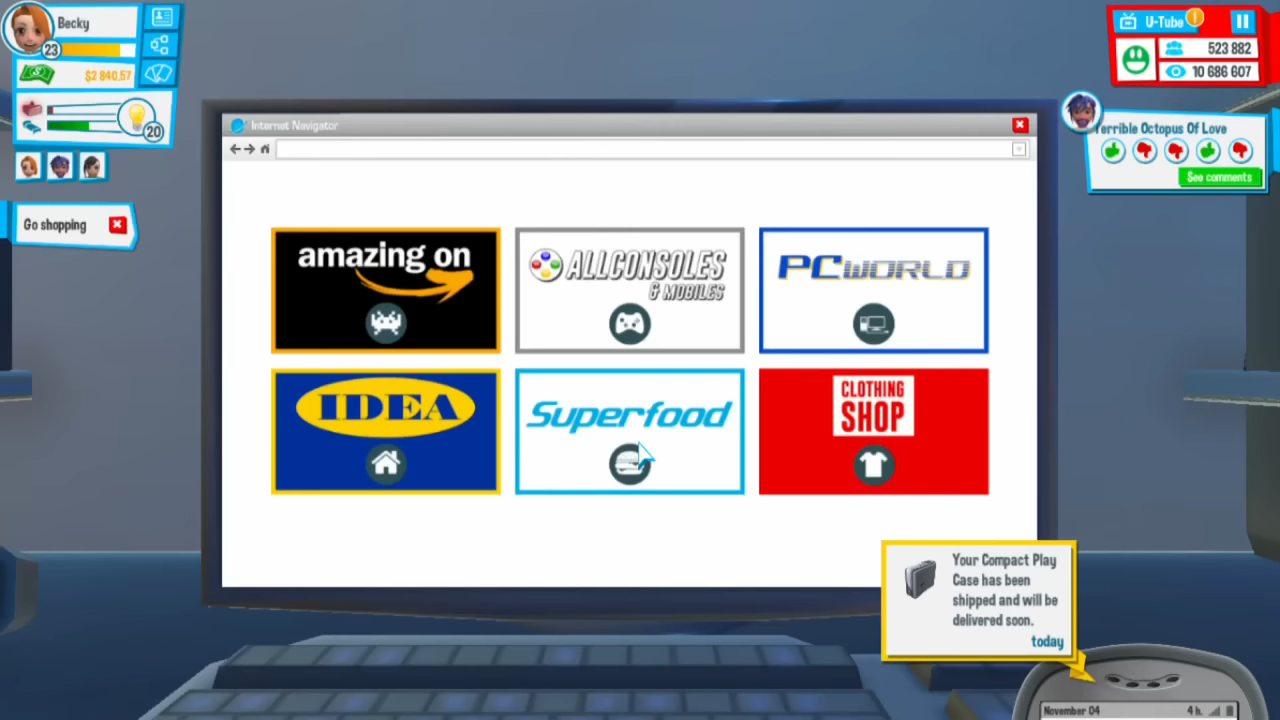 Becky
23
$2 840,57
20
Go shopping
U-Tube
!
523 882
10 686 607
Terrible Octopus Of Love
See comments
Internet Navigator
amazing on
ALLCONSOLES
& MOBILES
PCWORLD
IDEA
Superfood
CLOTHING
SHOP
Your Compact Play
Case has been
shipped and will be
delivered soon.
today
November 04
4 h.